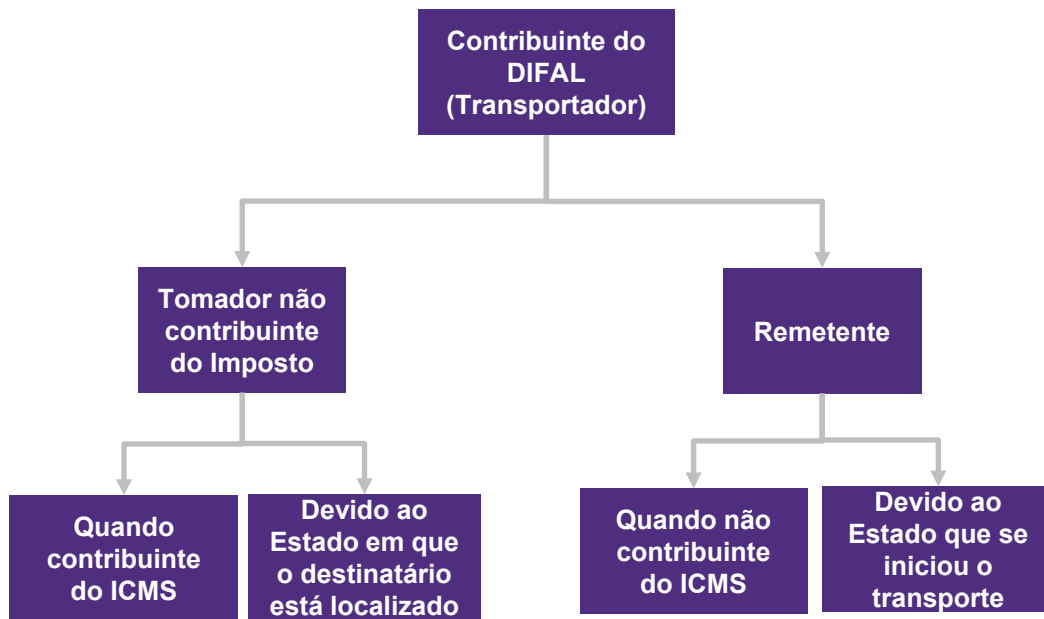 Contribuinte do
DIFAL
(Transportador)
Tomador não
contribuinte
do Imposto
Remetente
Quando
contribuinte
do ICMS
Devido ao
Estado em que
o destinatário
está localizado
Quando não
contribuinte
do ICMS
Devido ao
Estado que se
iniciou o
transporte